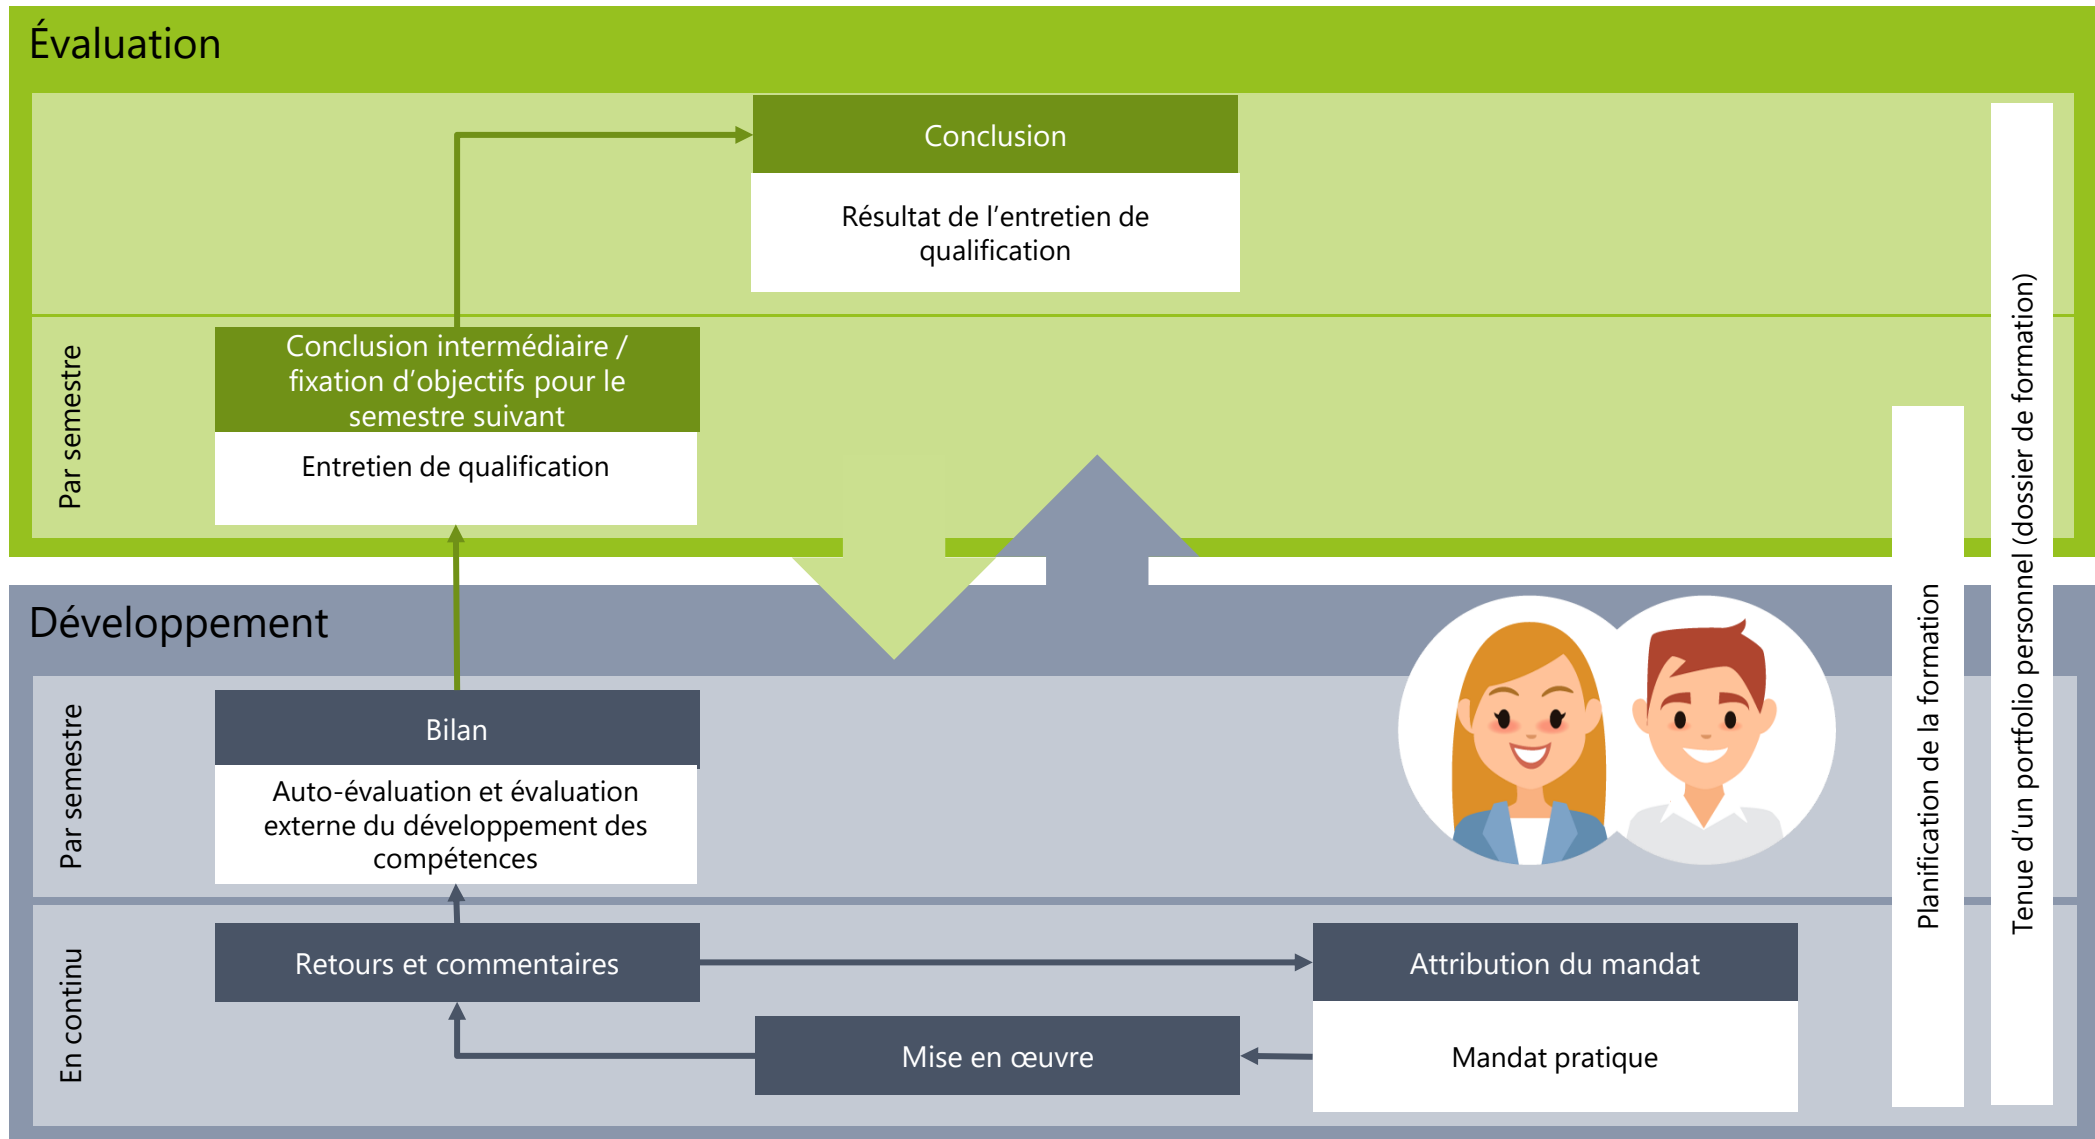 Évaluation
Conclusion
Résultat de l’entretien de
qualification
Par semestre
Conclusion intermédiaire /
fixation d’objectifs pour le
semestre suivant
Entretien de qualification
Développement
Par semestre
Bilan
Auto-évaluation et évaluation
externe du développement des
compétences
En continu
Retours et commentaires
Attribution du mandat
Mise en œuvre
Mandat pratique
Planification de la formation
Tenue d’un portfolio personnel (dossier de formation)